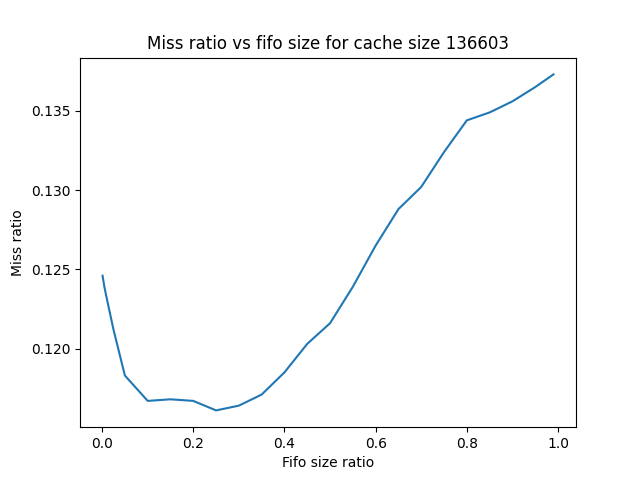 Miss ratio vs fifo size for cache size 136603
0.135
0.130
0.125
0.120
Miss ratio
0.0 0.2 0.4 0.6 0.8 1.0
Fifo size ratio